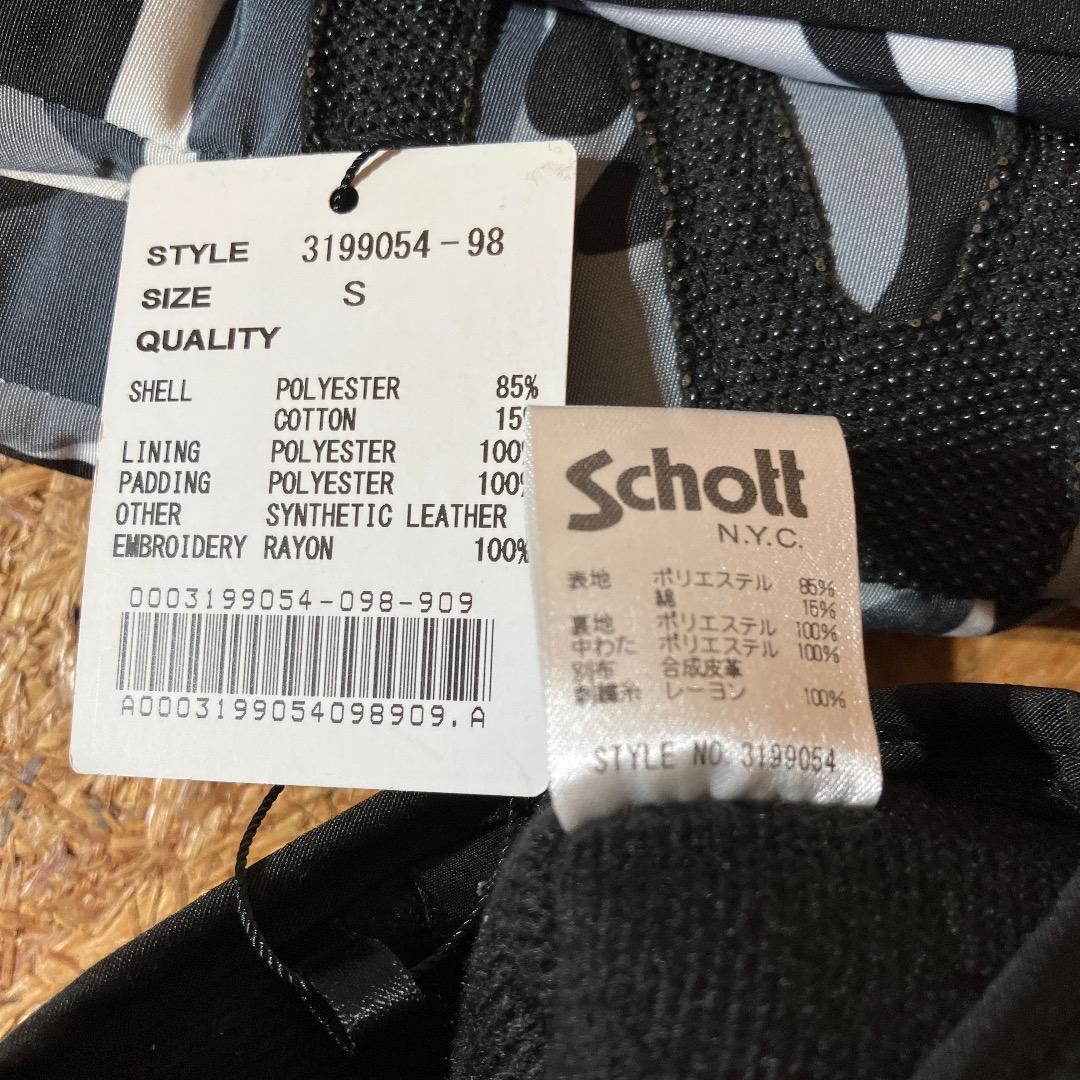 STYLE 3199054-98
SIZE S
QUALITY
SHELL POLYESTER 85%
COTTON 15
LINING POLYESTER 100%
PADDING POLYESTER 100%
OTHER SYNTHETIC LEATHER
EMBROIDERY RAYON 100%
0003199054-098-909
A0003199054098909.A
Schott
N.Y.C.
表地 ポリエステル 85%
綿 15%
裏地 ポリエステル 100%
中わた ポリエステル 100%
別布 合成皮革
刺繍糸 レーヨン 100%
STYLE NO. 3199054